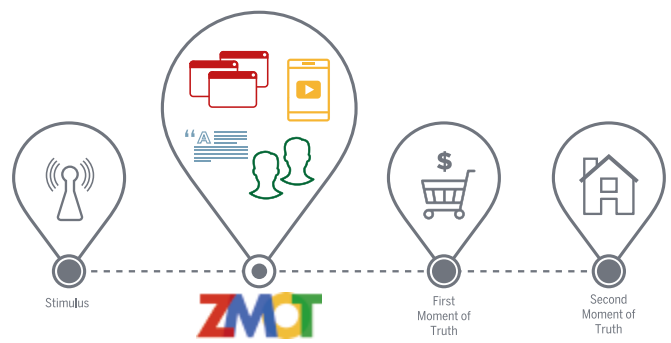 “A
$
Stimulus
ZMOT
First
Moment of
Truth
Second
Moment of
Truth